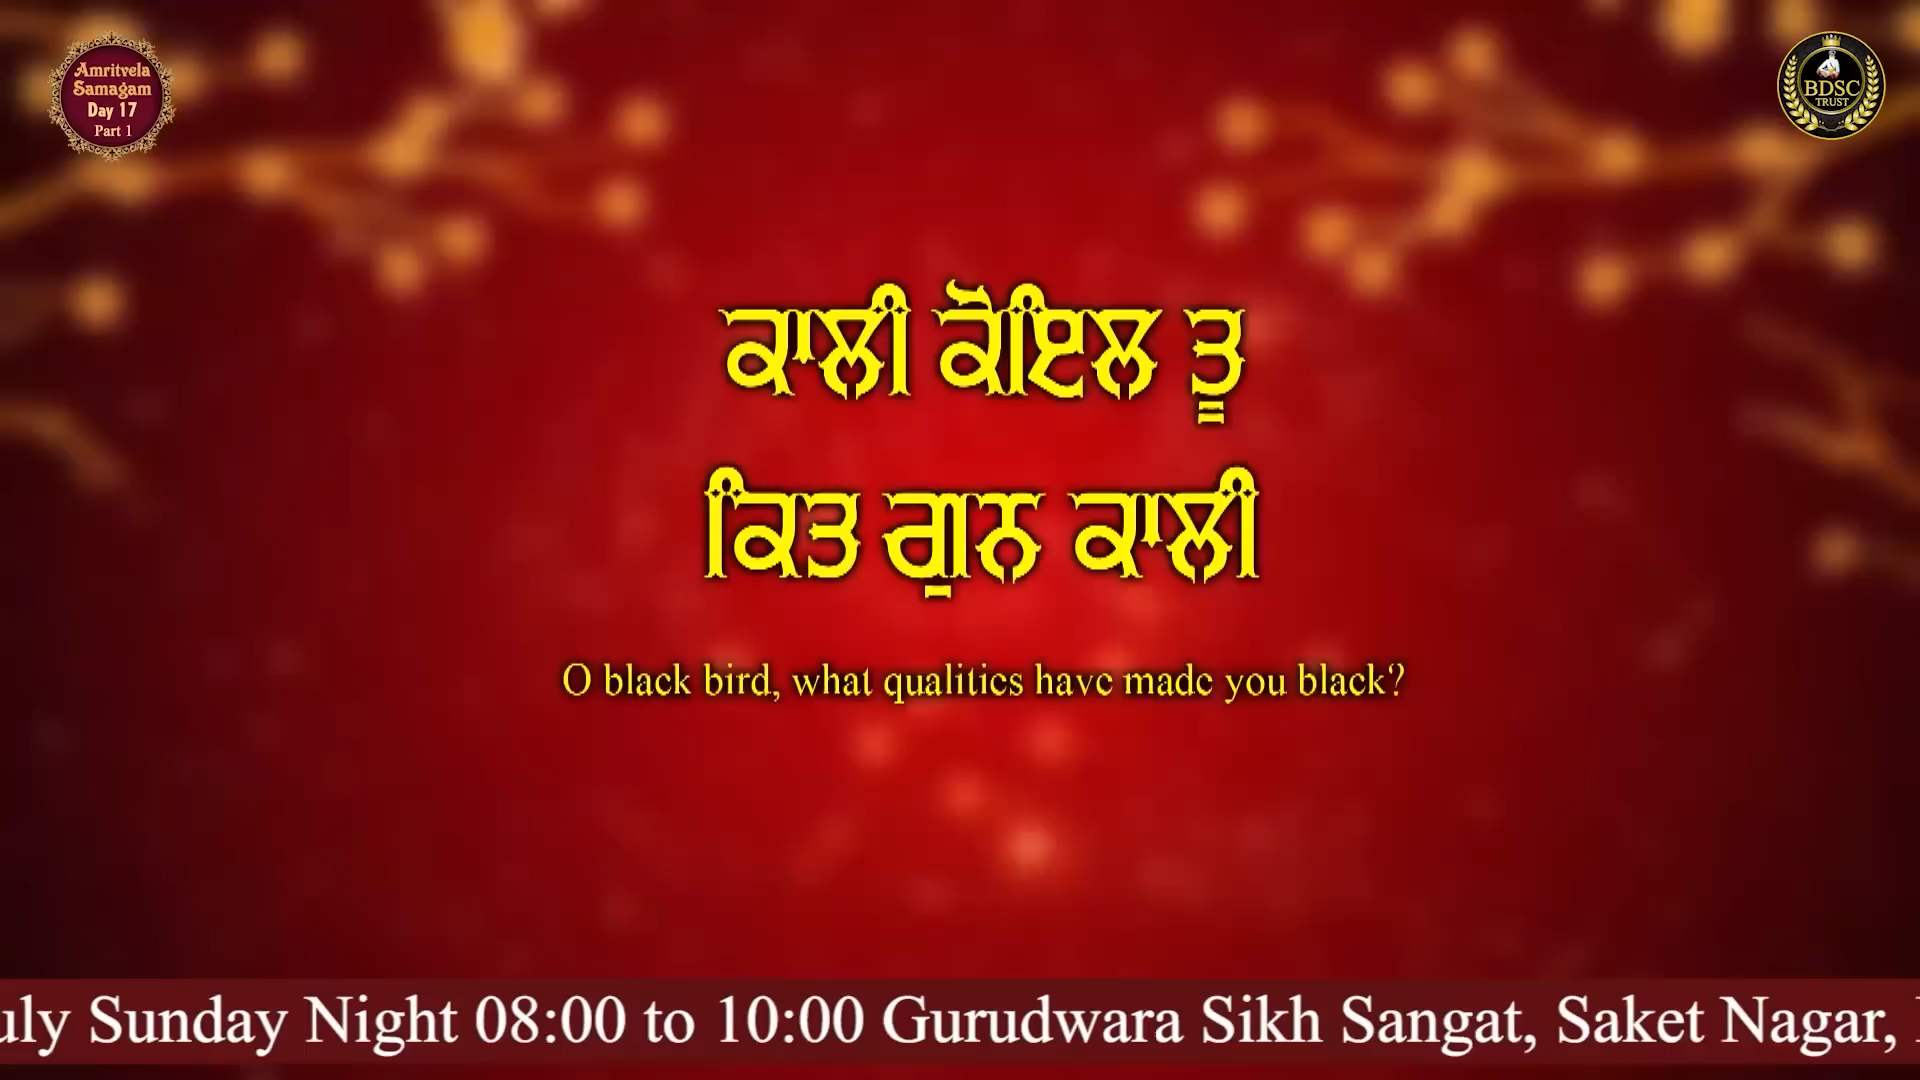 Amritvela
Samagam
Day 17
Part 1
BDSC
TRUST
ਕਾਲੀ ਕੋਇਲ ਤੂ
ਕਿਤ ਗੁਨ ਕਾਲੀ
O black bird, what qualities have made you black?
uly Sunday Night 08:00 to 10:00 Gurudwara Sikh Sangat, Saket Nagar,